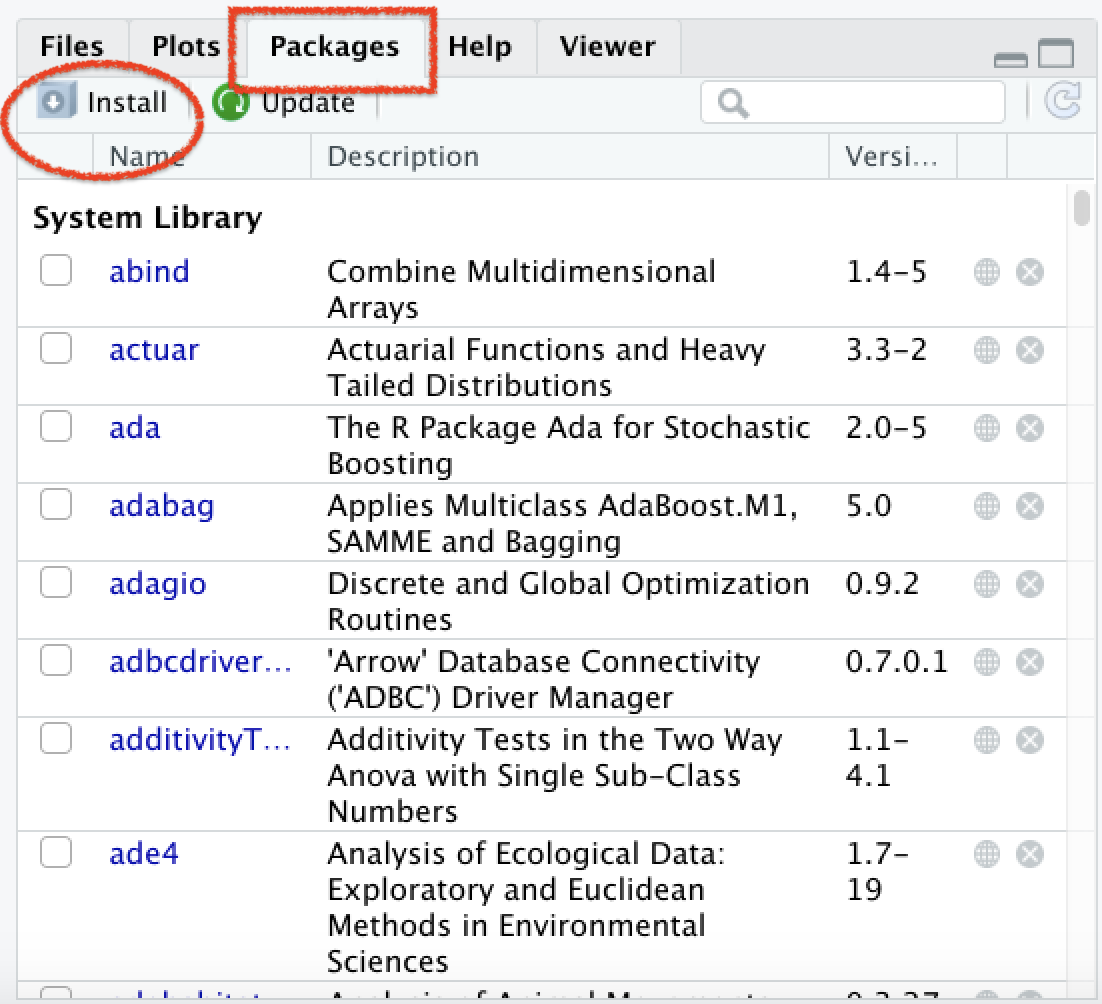 Files Plots Packages Help Viewer
Install Update
Name Description Versi...
System Library
abind Combine Multidimensional 1.4-5
Arrays
actuar Actuarial Functions and Heavy 3.3-2
Tailed Distributions
ada The R Package Ada for Stochastic 2.0-5
Boosting
adabag Applies Multiclass AdaBoost.M1, 5.0
SAMME and Bagging
adagio Discrete and Global Optimization 0.9.2
Routines
adbcdriver... 'Arrow' Database Connectivity 0.7.0.1
('ADBC') Driver Manager
additivityT... Additivity Tests in the Two Way 1.1-
Anova with Single Sub-Class 4.1
Numbers
ade4 Analysis of Ecological Data: 1.7-
Exploratory and Euclidean 19
Methods in Environmental
Sciences